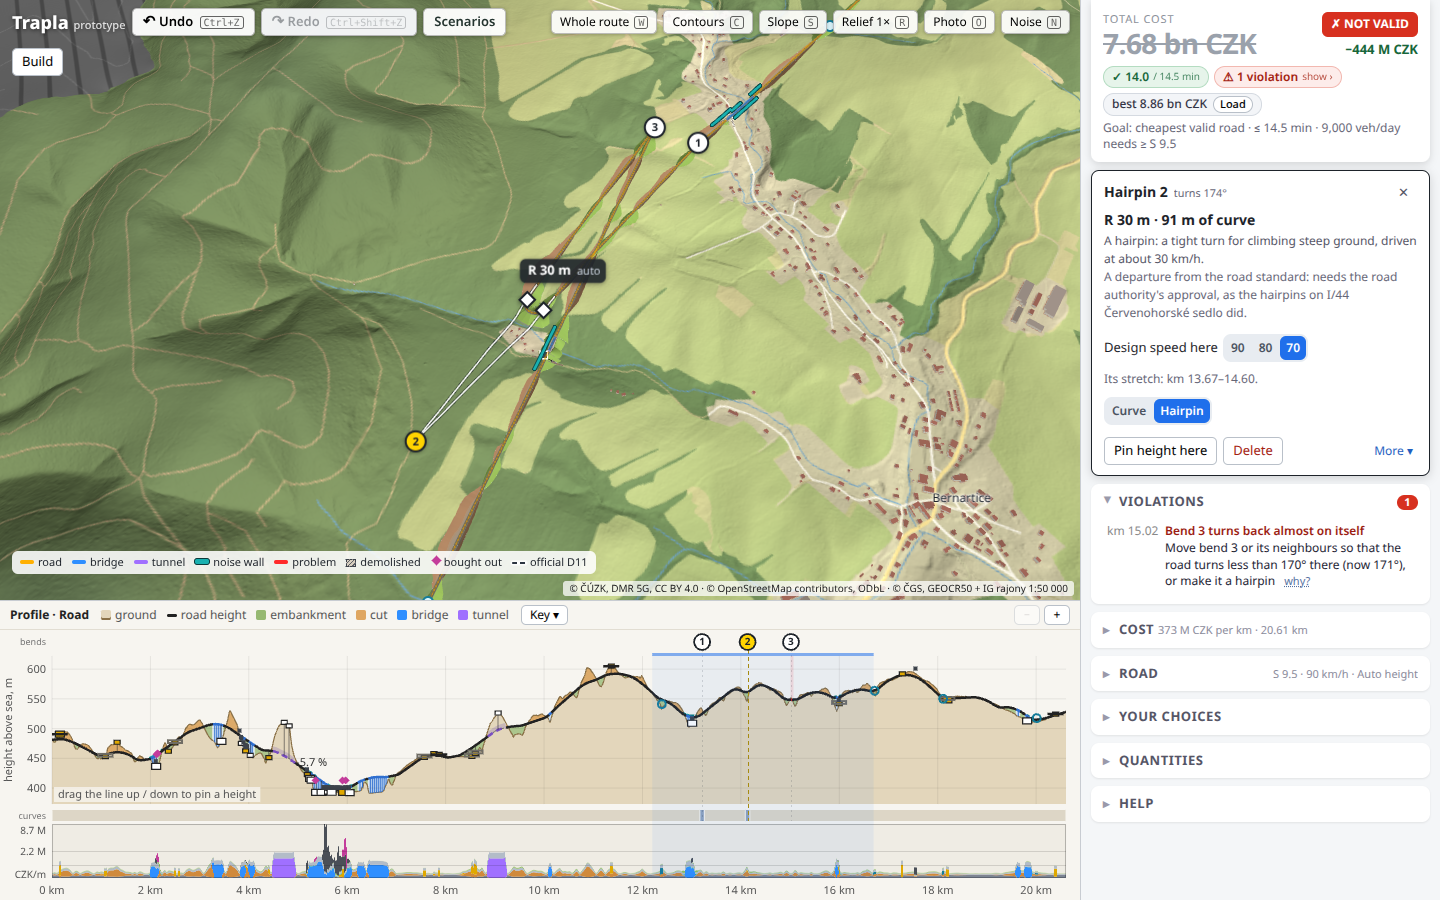 Trapla prototype
↶ Undo Ctrl+Z
↷ Redo Ctrl+Shift+Z
Scenarios
Whole route W
Contours C
Slope S
Relief 1× R
Photo O
Noise N
Build
3
1
R 30 m auto
2
Bernartice
road
bridge
tunnel
noise wall
problem
demolished
bought out
official D11
© ČÚZK, DMR 5G, CC BY 4.0 · © OpenStreetMap contributors, ODbL · © ČGS, GEOCR50 + IG rajony 1:50 000
TOTAL COST
7.68 bn CZK
✗ NOT VALID
−444 M CZK
✓ 14.0 / 14.5 min
⚠ 1 violation show ›
best 8.86 bn CZK Load
Goal: cheapest valid road · ≤ 14.5 min · 9,000 veh/day
needs ≥ S 9.5
Hairpin 2 turns 174°
✕
R 30 m · 91 m of curve
A hairpin: a tight turn for climbing steep ground, driven
at about 30 km/h.
A departure from the road standard: needs the road
authority's approval, as the hairpins on I/44
Červenohorské sedlo did.
Design speed here 90 80 70
Its stretch: km 13.67–14.60.
Curve Hairpin
Pin height here
Delete
More ▾
▼ VIOLATIONS 1
km 15.02 Bend 3 turns back almost on itself
Move bend 3 or its neighbours so that the
road turns less than 170° there (now 171°),
or make it a hairpin why?
▶ COST 373 M CZK per km · 20.61 km
▶ ROAD S 9.5 · 90 km/h · Auto height
▶ YOUR CHOICES
▶ QUANTITIES
▶ HELP
Profile · Road
ground
road height
embankment
cut
bridge
tunnel
Key ▾
−
+
bends
1
2
3
height above sea, m
600
550
500
450
400
5.7 %
drag the line up / down to pin a height
curves
8.7 M
2.2 M
CZK/m
0 km
2 km
4 km
6 km
8 km
10 km
12 km
14 km
16 km
18 km
20 km